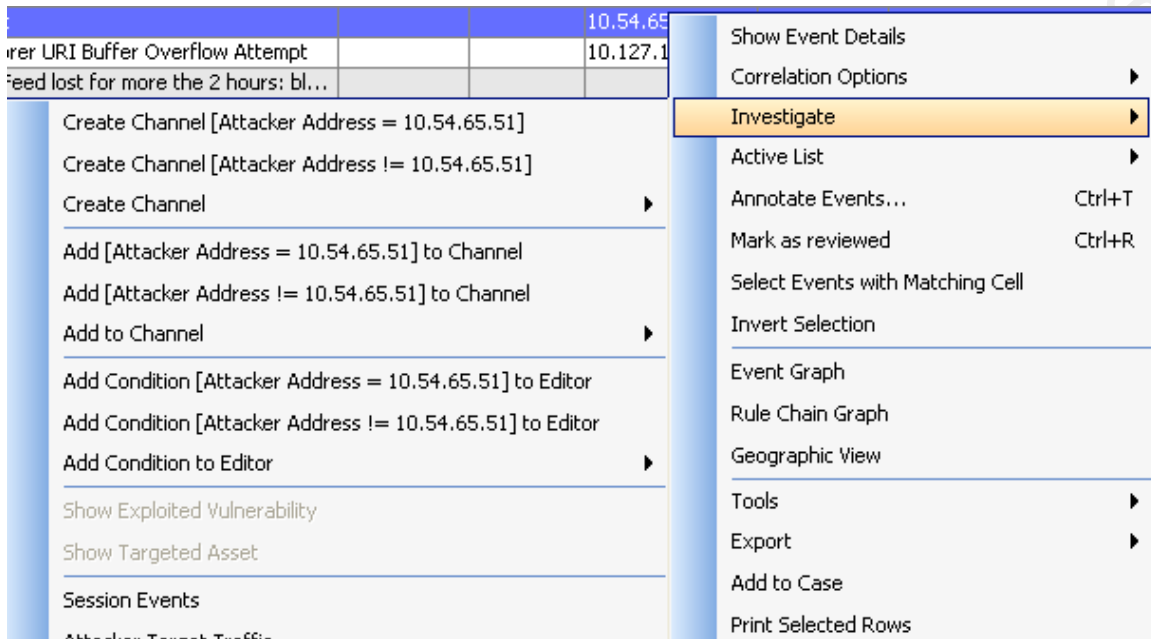 10.54.65
rer URI Buffer Overflow Attempt 10.127.1
Feed lost for more the 2 hours: bl...
Create Channel [Attacker Address = 10.54.65.51]
Create Channel [Attacker Address != 10.54.65.51]
Create Channel
Add [Attacker Address = 10.54.65.51] to Channel
Add [Attacker Address != 10.54.65.51] to Channel
Add to Channel
Add Condition [Attacker Address = 10.54.65.51] to Editor
Add Condition [Attacker Address != 10.54.65.51] to Editor
Add Condition to Editor
Show Exploited Vulnerability
Show Targeted Asset
Session Events
Attacker Target Traffic
Show Event Details
Correlation Options
Investigate
Active List
Annotate Events... Ctrl+T
Mark as reviewed Ctrl+R
Select Events with Matching Cell
Invert Selection
Event Graph
Rule Chain Graph
Geographic View
Tools
Export
Add to Case
Print Selected Rows